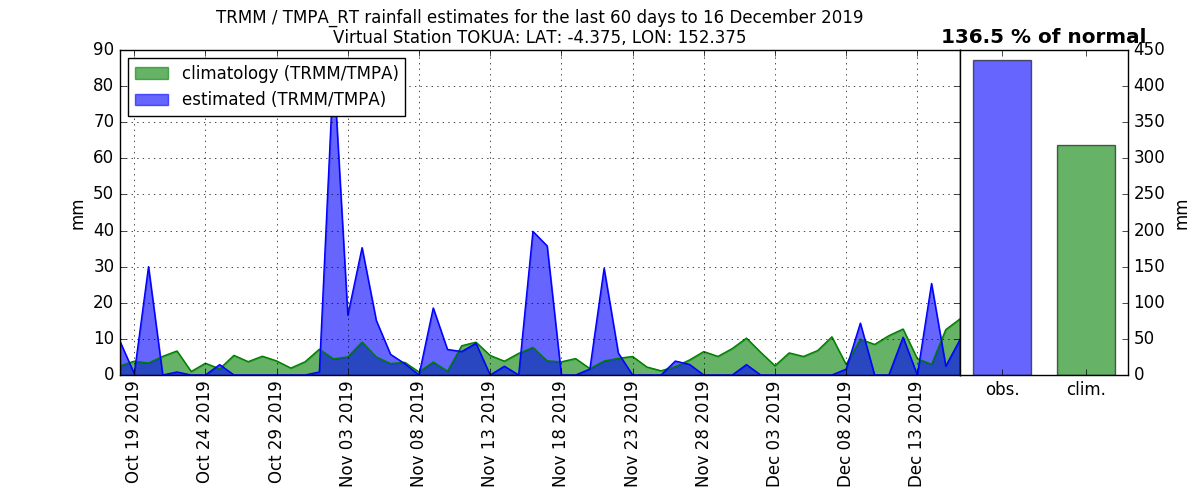 TRMM / TMPA_RT rainfall estimates for the last 60 days to 16 December 2019
Virtual Station TOKUA: LAT: -4.375, LON: 152.375
136.5 % of normal
climatology (TRMM/TMPA)
estimated (TRMM/TMPA)
90
80
70
60
50
40
30
20
10
0
mm
Oct 19 2019
Oct 24 2019
Oct 29 2019
Nov 03 2019
Nov 08 2019
Nov 13 2019
Nov 18 2019
Nov 23 2019
Nov 28 2019
Dec 03 2019
Dec 08 2019
Dec 13 2019
obs.
clim.
450
400
350
300
250
200
150
100
50
0
mm